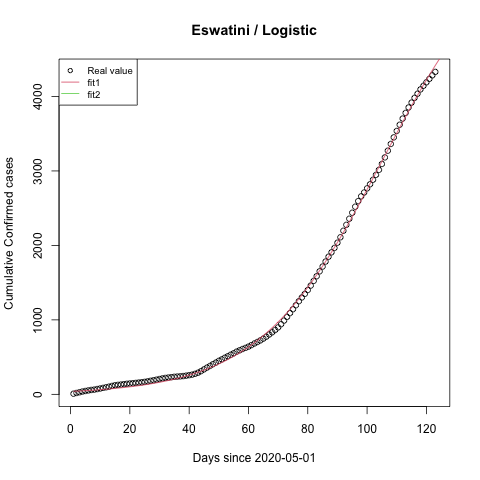 Eswatini / Logistic
Real value
fit1
fit2
Cumulative Confirmed cases
4000
3000
2000
1000
0
0 20 40 60 80 100 120
Days since 2020-05-01